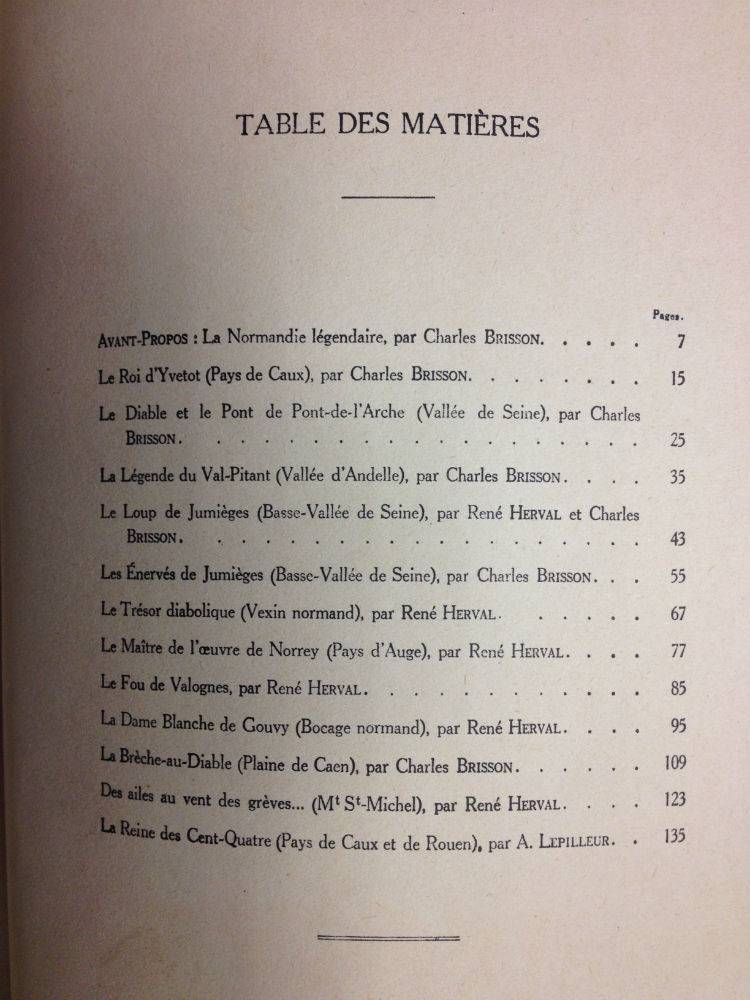 TABLE DES MATIÈRES
Pages.
AVANT-PROPOS : La Normandie légendaire, par Charles BRISSON. . . . . 7
Le Roi d'Yvetot (Pays de Caux), par Charles BRISSON. . . . . . . . 15
Le Diable et le Pont de Pont-de-l'Arche (Vallée de Seine), par Charles
BRISSON. . . . . . . . . . . . . . . . . . . 25
La Légende du Val-Pitant (Vallée d'Andelle), par Charles BRISSON. . . . 35
Le Loup de Jumièges (Basse-Vallée de Seine), par René HERVAL et Charles
BRISSON. . . . . . . . . . . . . . . . . . . 43
Les Énervés de Jumièges (Basse-Vallée de Seine), par Charles BRISSON. . . 55
Le Trésor diabolique (Vexin normand), par René HERVAL. . . . . . 67
Le Maître de l'œuvre de Norrey (Pays d'Auge), par René HERVAL. . . . 77
Le Fou de Valognes, par René HERVAL. . . . . . . . . . . . 85
La Dame Blanche de Gouvy (Bocage normand), par René HERVAL. . . . 95
La Brèche-au-Diable (Plaine de Caen), par Charles BRISSON. . . . . . 109
Des ailes au vent des grèves... (Mt St-Michel), par René HERVAL. . . . 123
La Reine des Cent-Quatre (Pays de Caux et de Rouen), par A. LEPILLEUR. . 135